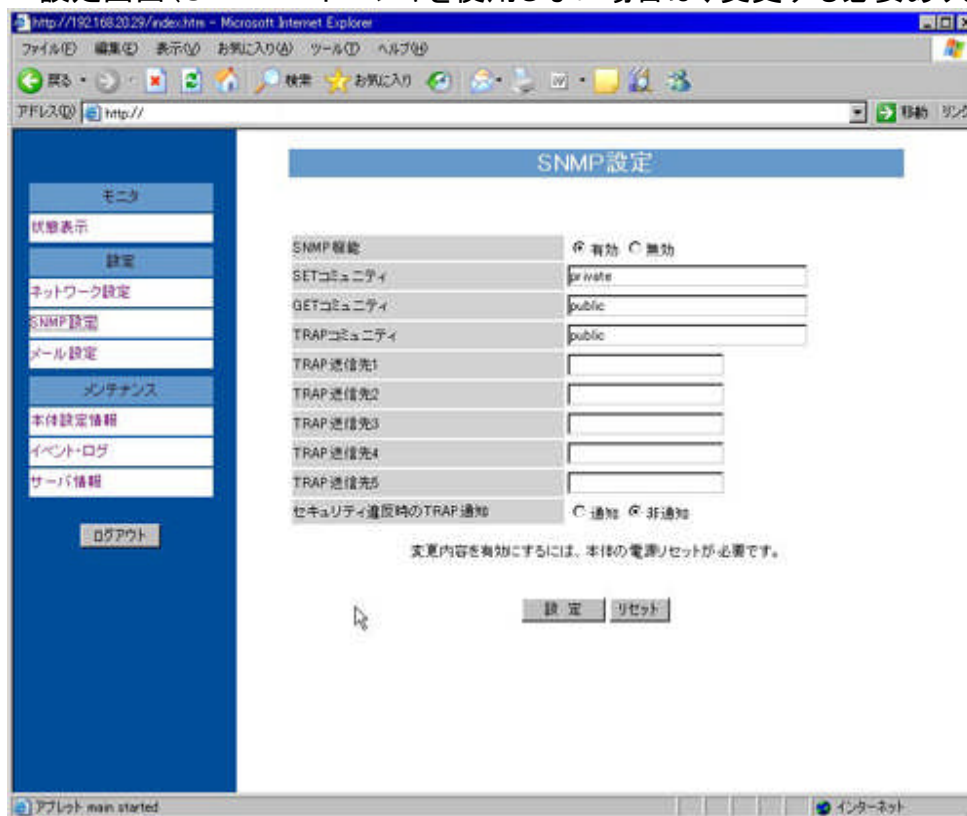 http://192.168.20.29/index.htm - Microsoft Internet Explorer
ファイル(F) 編集(E) 表示(V) お気に入り(A) ツール(T) ヘルプ(H)
戻る 検索 お気に入り
アドレス(D) http:// 移動 リンク
SNMP設定
モニタ
状態表示
設定
ネットワーク設定
SNMP設定
メール設定
メンテナンス
本体設定情報
イベント・ログ
サーバ情報
ログアウト
SNMP機能 有効 無効
SETコミュニティ private
GETコミュニティ public
TRAPコミュニティ public
TRAP送信先1
TRAP送信先2
TRAP送信先3
TRAP送信先4
TRAP送信先5
セキュリティ違反時のTRAP通知 通知 非通知
変更内容を有効にするには、本体の電源リセットが必要です。
設 定 リセット
アプレット main started インターネット